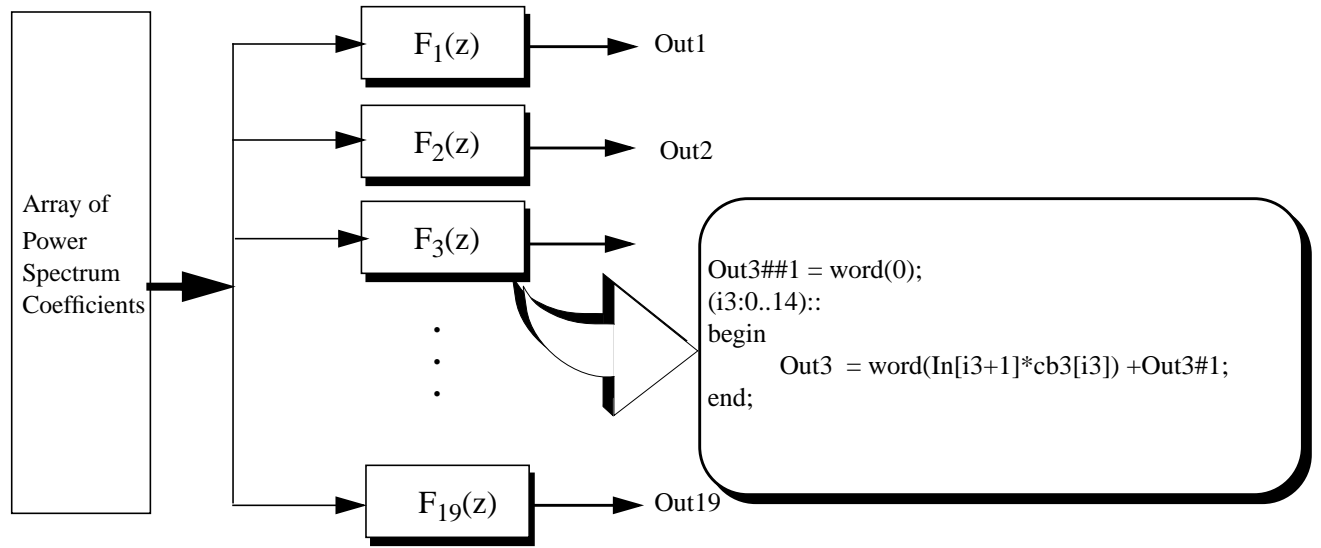 Array of
Power
Spectrum
Coefficients
F1(z)
Out1
F2(z)
Out2
F3(z)
Out3##1 = word(0);
(i3:0..14)::
begin
Out3 = word(In[i3+1]*cb3[i3]) +Out3#1;
end;
F19(z)
Out19